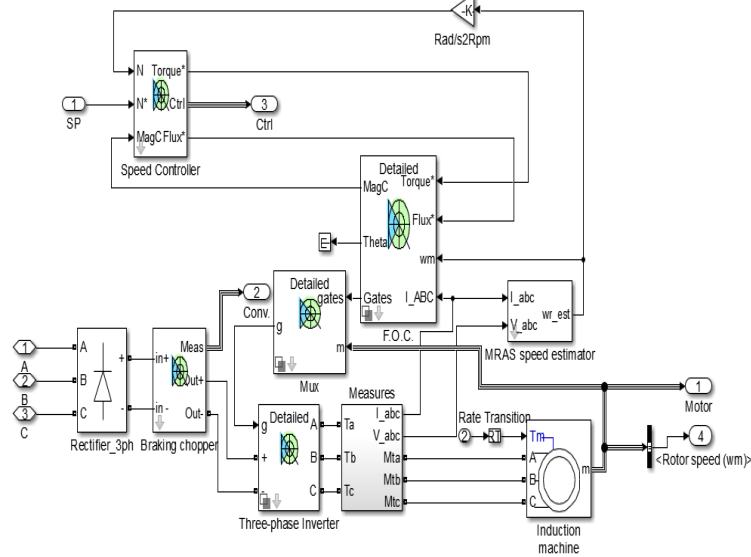 -K-
Rad/s2Rpm
N Torque*
N* Ctrl
MagC Flux*
Speed Controller
1
SP
3
Ctrl
Detailed
MagC Torque*
Flux*
Theta
wm
Gates I_ABC
F.O.C.
E
Detailed
gates
g
m
Mux
2
Conv.
I_abc
wr_est
V_abc
MRAS speed estimator
1
A
2
B
3
C
A
+
B
C
-
Rectifier_3ph
Meas
in+
Out+
in -
Out-
Braking chopper
Detailed
g A
+ B
- C
Three-phase Inverter
Measures
I_abc
Ta
V_abc
Mta
Tb
Mtb
Tc
Mtc
Rate Transition
2
Tm
A
B
m
C
Induction
machine
1
Motor
4
<Rotor speed (wm)>